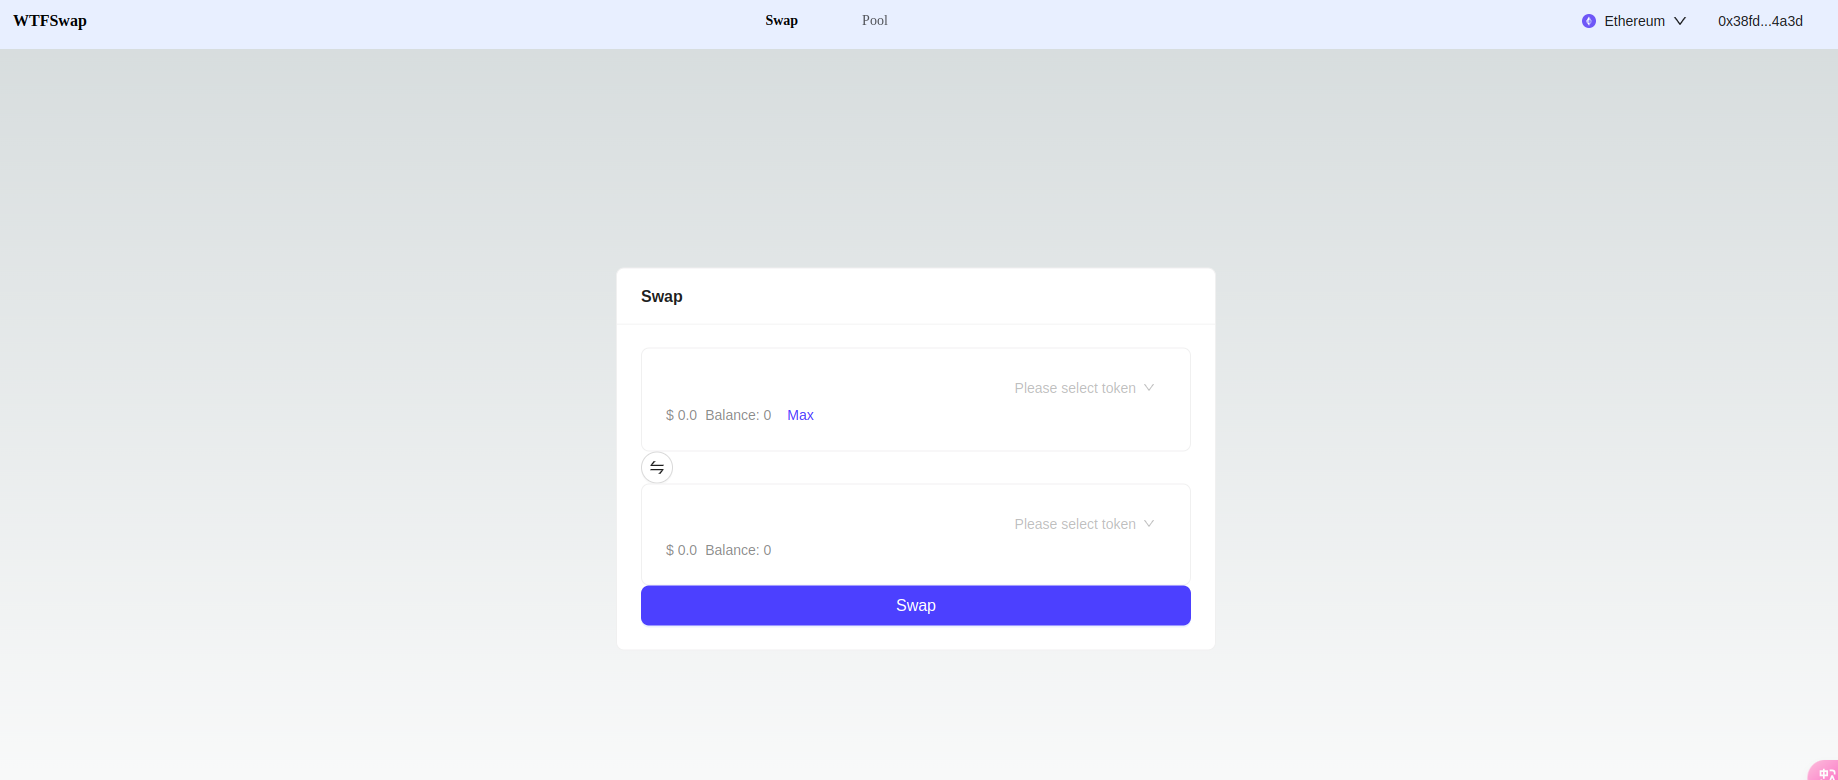 WTFSwap Swap Pool Ethereum 0x38fd...4a3d
Swap
Please select token
$ 0.0 Balance: 0 Max
Please select token
$ 0.0 Balance: 0
Swap
中